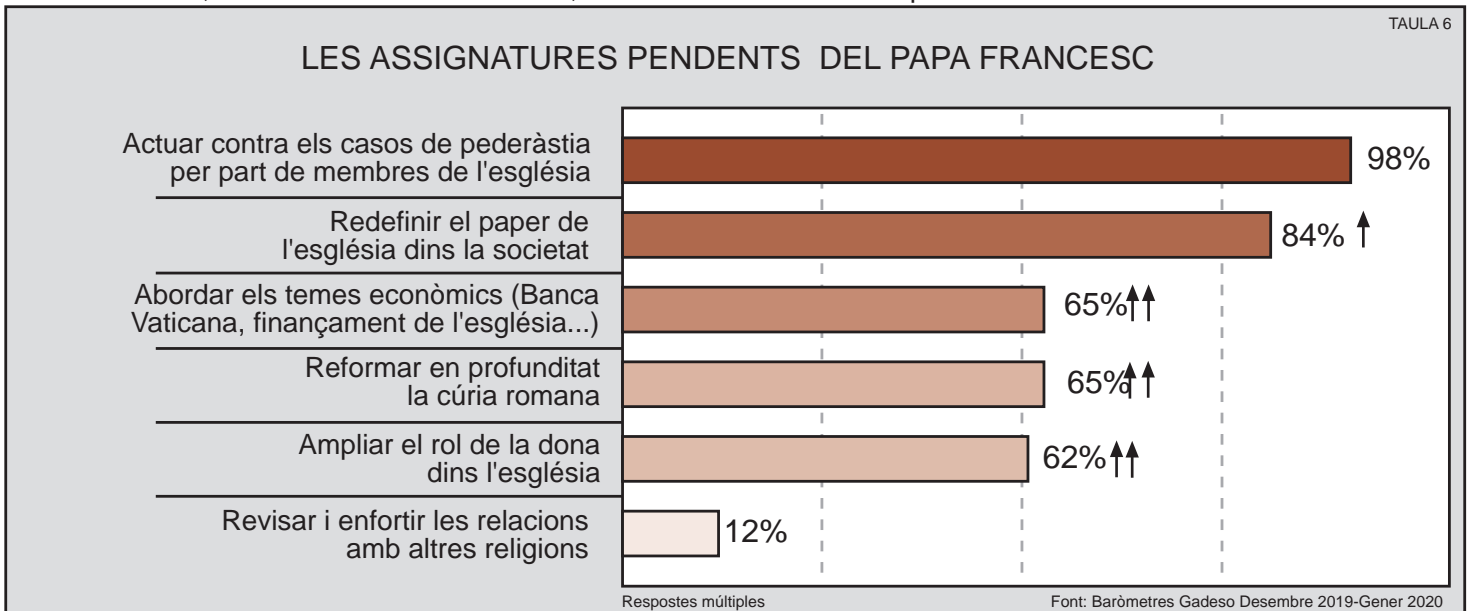 TAULA 6
LES ASSIGNATURES PENDENTS DEL PAPA FRANCESC
Actuar contra els casos de pederàstia
per part de membres de l'església
98%
Redefinir el paper de
l'església dins la societat
84%
Abordar els temes econòmics (Banca
Vaticana, finançament de l'església...)
65%
Reformar en profunditat
la cúria romana
65%
Ampliar el rol de la dona
dins l'església
62%
Revisar i enfortir les relacions
amb altres religions
12%
Respostes múltiples
Font: Baròmetres Gadeso Desembre 2019-Gener 2020